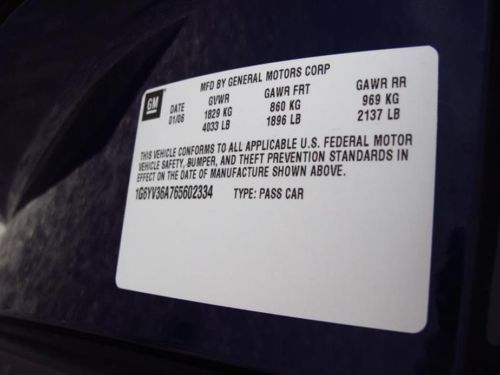 MFD BY GENERAL MOTORS CORP
GM
DATE GVWR GAWR FRT GAWR RR
01/06 1829 KG 860 KG 969 KG
4033 LB 1896 LB 2137 LB
THIS VEHICLE CONFORMS TO ALL APPLICABLE U.S. FEDERAL MOTOR
VEHICLE SAFETY, BUMPER, AND THEFT PREVENTION STANDARDS IN
EFFECT ON THE DATE OF MANUFACTURE SHOWN ABOVE.
1G6YV36A765602334 TYPE: PASS CAR